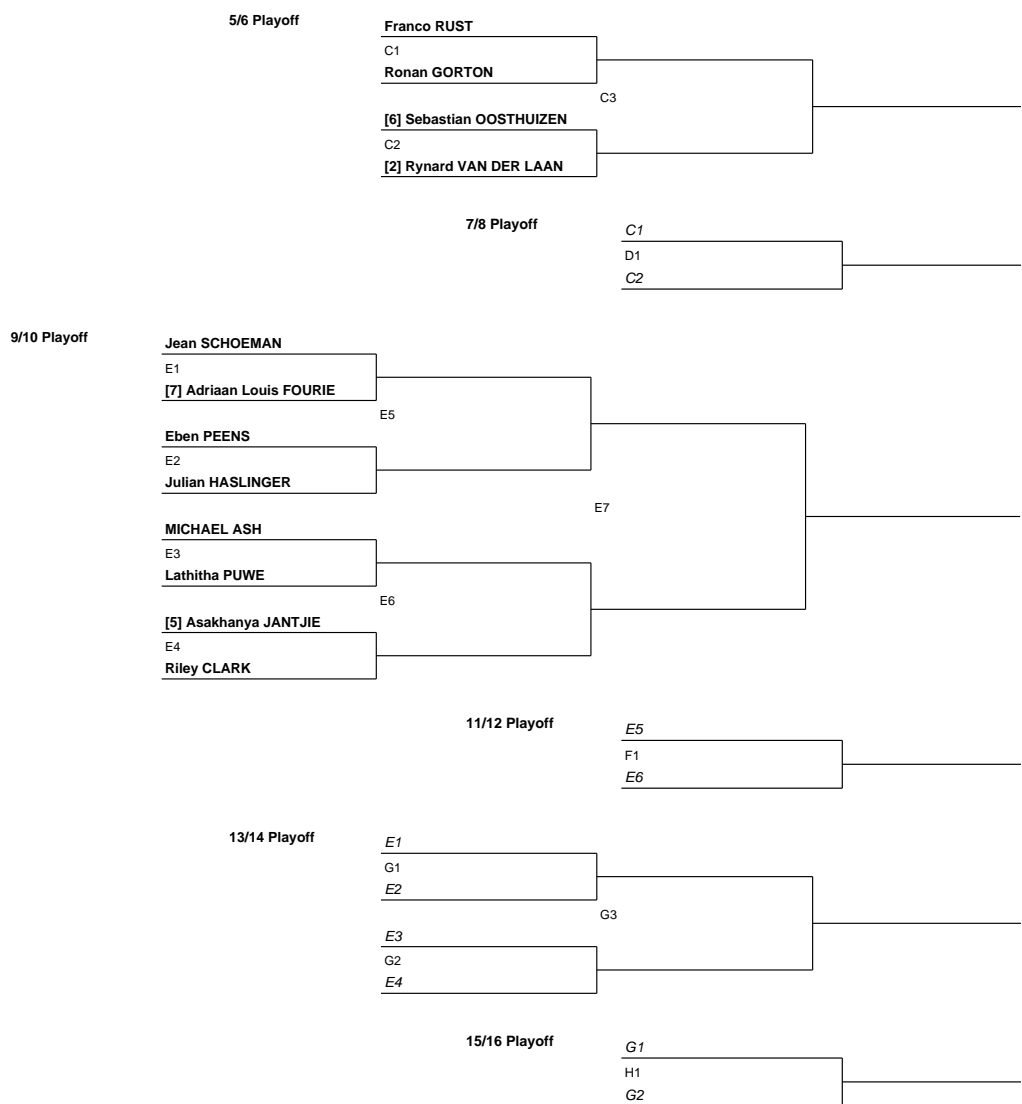 5/6 Playoff
Franco RUST
C1
Ronan GORTON
C3
[6] Sebastian OOSTHUIZEN
C2
[2] Rynard VAN DER LAAN
7/8 Playoff
C1
D1
C2
9/10 Playoff
Jean SCHOEMAN
E1
[7] Adriaan Louis FOURIE
E5
Eben PEENS
E2
Julian HASLINGER
E7
MICHAEL ASH
E3
Lathitha PUWE
E6
[5] Asakhanya JANTJIE
E4
Riley CLARK
11/12 Playoff
E5
F1
E6
13/14 Playoff
E1
G1
E2
G3
E3
G2
E4
15/16 Playoff
G1
H1
G2